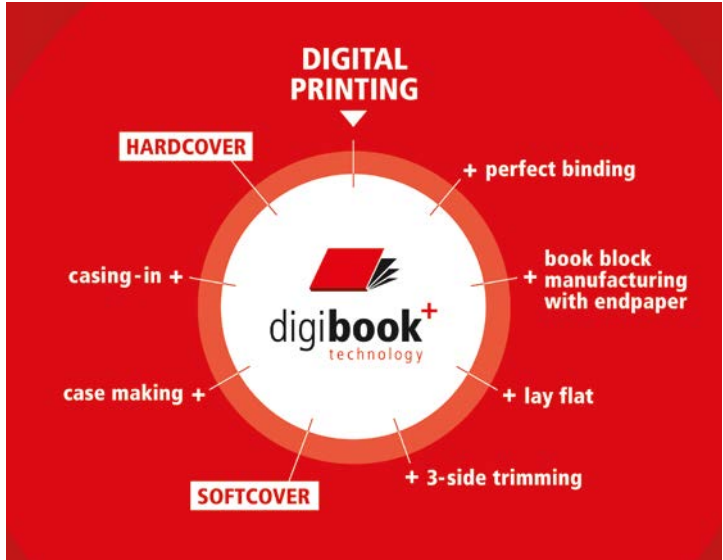 DIGITAL
PRINTING
HARDCOVER
+ perfect binding
casing-in +
+ book block
manufacturing
with endpaper
digibook+
technology
case making +
+ lay flat
+ 3-side trimming
SOFTCOVER